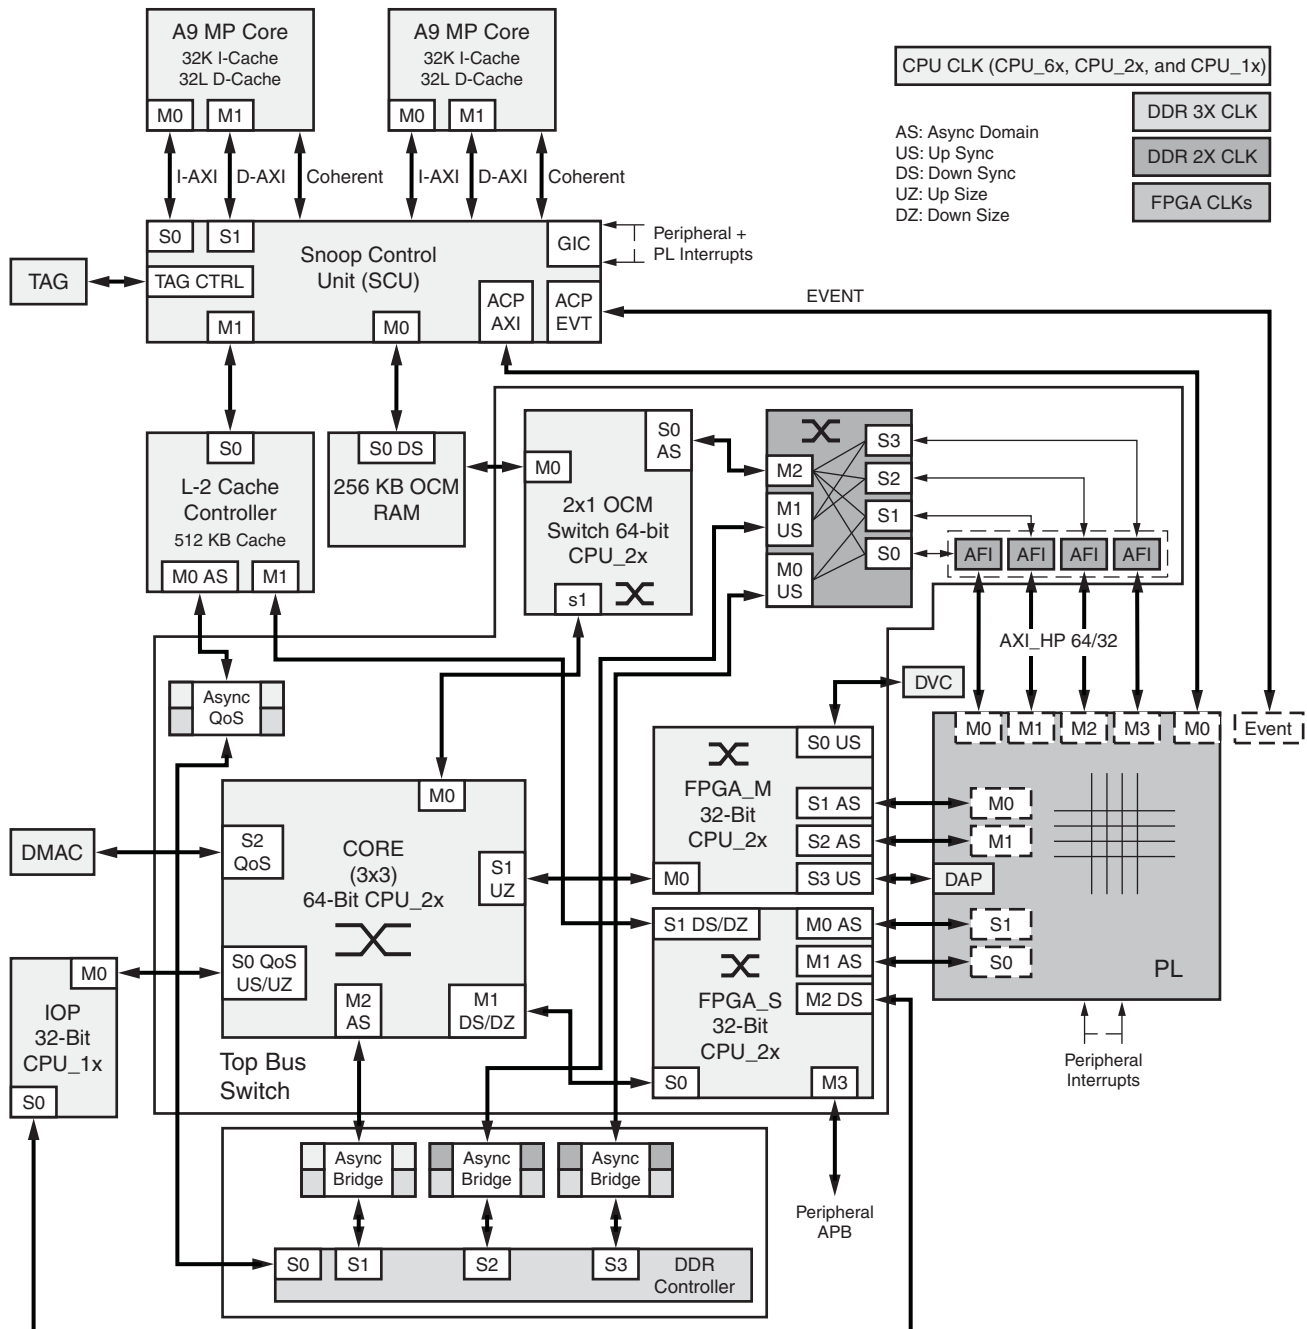 A9 MP Core
32K I-Cache
32L D-Cache
M0
M1
A9 MP Core
32K I-Cache
32L D-Cache
M0
M1
CPU CLK (CPU_6x, CPU_2x, and CPU_1x)
DDR 3X CLK
DDR 2X CLK
FPGA CLKs
AS: Async Domain
US: Up Sync
DS: Down Sync
UZ: Up Size
DZ: Down Size
I-AXI
D-AXI
Coherent
I-AXI
D-AXI
Coherent
S0
S1
Snoop Control
Unit (SCU)
GIC
Peripheral +
PL Interrupts
TAG
TAG CTRL
M1
M0
ACP
AXI
ACP
EVT
EVENT
S0
L-2 Cache
Controller
512 KB Cache
M0 AS
M1
S0 DS
256 KB OCM
RAM
M0
S0
AS
2x1 OCM
Switch 64-bit
CPU_2x
s1
M2
M1
US
M0
US
S3
S2
S1
S0
AFI
AFI
AFI
AFI
AXI_HP 64/32
Async
QoS
DVC
M0
M1
M2
M3
M0
Event
S0 US
FPGA_M
32-Bit
CPU_2x
S1 AS
S2 AS
S3 US
M0
M0
M1
DAP
S1
S0
PL
DMAC
M0
S2
QoS
CORE
(3x3)
64-Bit CPU_2x
S1
UZ
S0 QoS
US/UZ
M2
AS
M1
DS/DZ
S1 DS/DZ
M0 AS
M1 AS
M2 DS
FPGA_S
32-Bit
CPU_2x
S0
M3
M0
IOP
32-Bit
CPU_1x
S0
Top Bus
Switch
Peripheral
Interrupts
Async
Bridge
Async
Bridge
Async
Bridge
Peripheral
APB
S0
S1
S2
S3
DDR
Controller